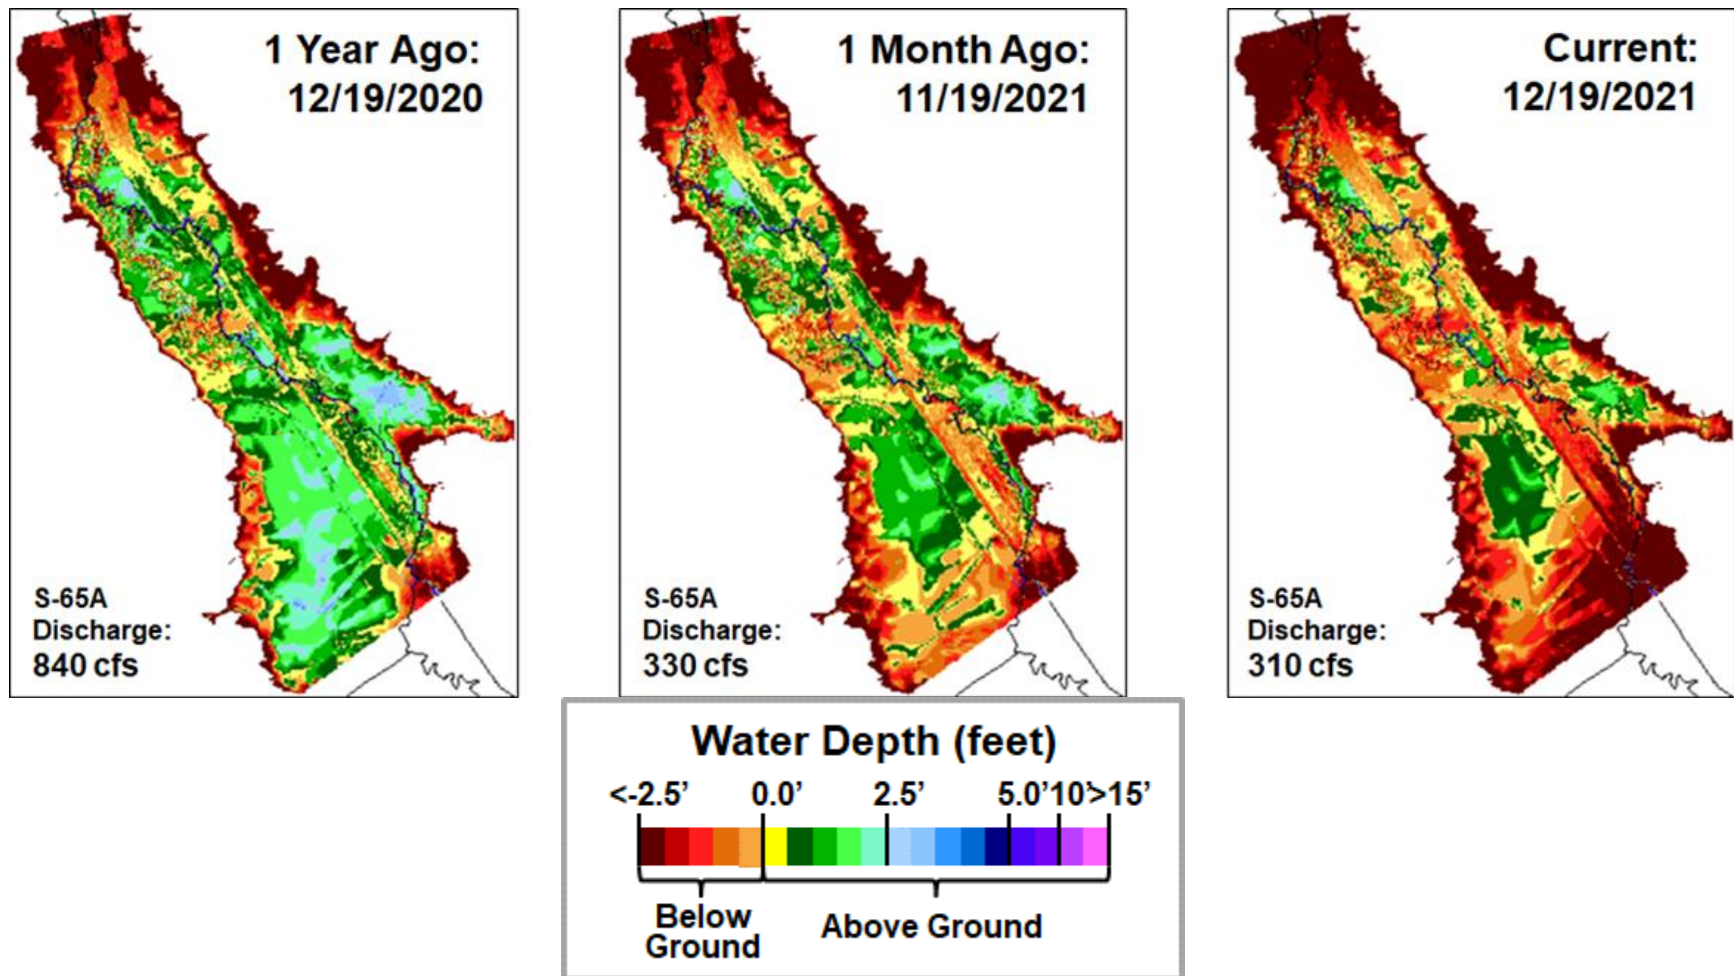 1 Year Ago:
12/19/2020
S-65A
Discharge:
840 cfs
1 Month Ago:
11/19/2021
S-65A
Discharge:
330 cfs
Current:
12/19/2021
S-65A
Discharge:
310 cfs
Water Depth (feet)
<-2.5’ 0.0’ 2.5’ 5.0’10’>15’
Below
Ground
Above Ground